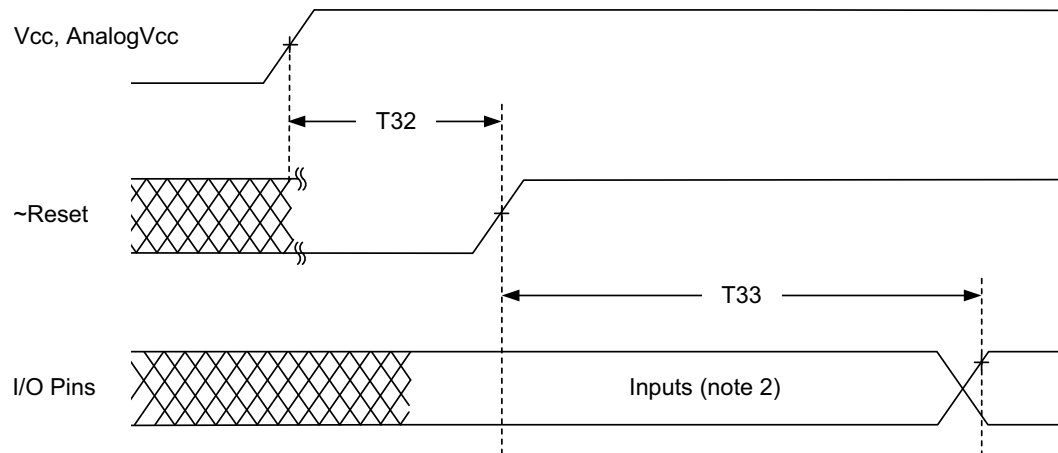 Vcc, AnalogVcc
T32
~Reset
T33
I/O Pins
Inputs (note 2)